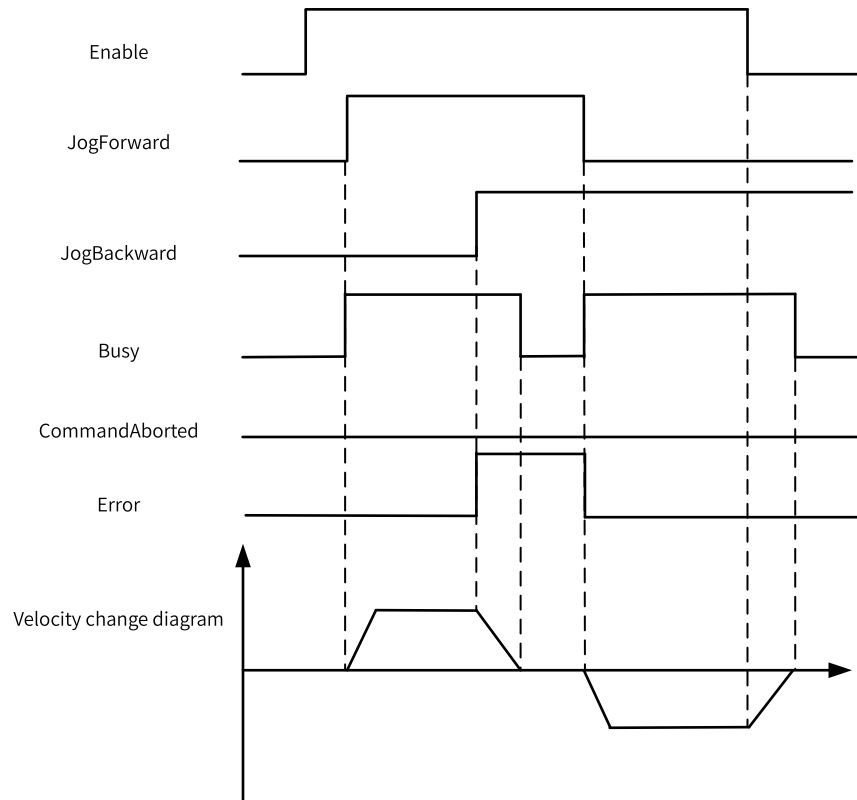 Enable
JogForward
JogBackward
Busy
CommandAborted
Error
Velocity change diagram